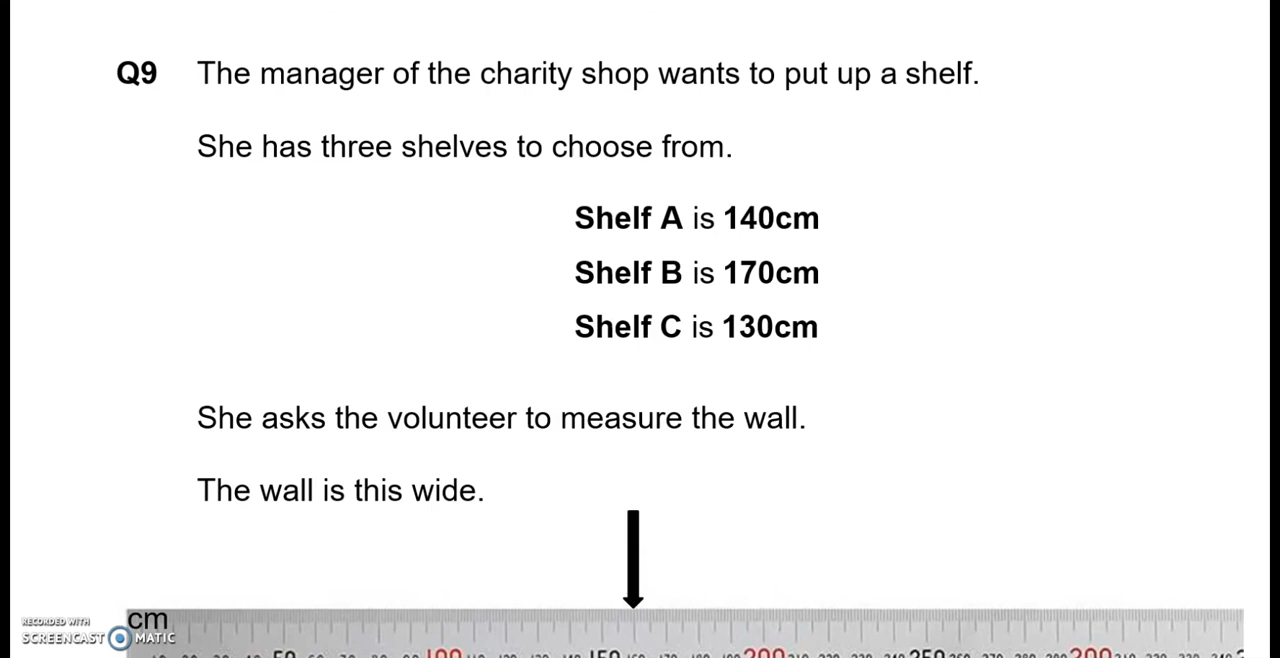 Q9 The manager of the charity shop wants to put up a shelf.
She has three shelves to choose from.
Shelf A is 140cm
Shelf B is 170cm
Shelf C is 130cm
She asks the volunteer to measure the wall.
The wall is this wide.
cm
RECORDED WITH
SCREENCAST MATIC
50 100 150 200 250 300